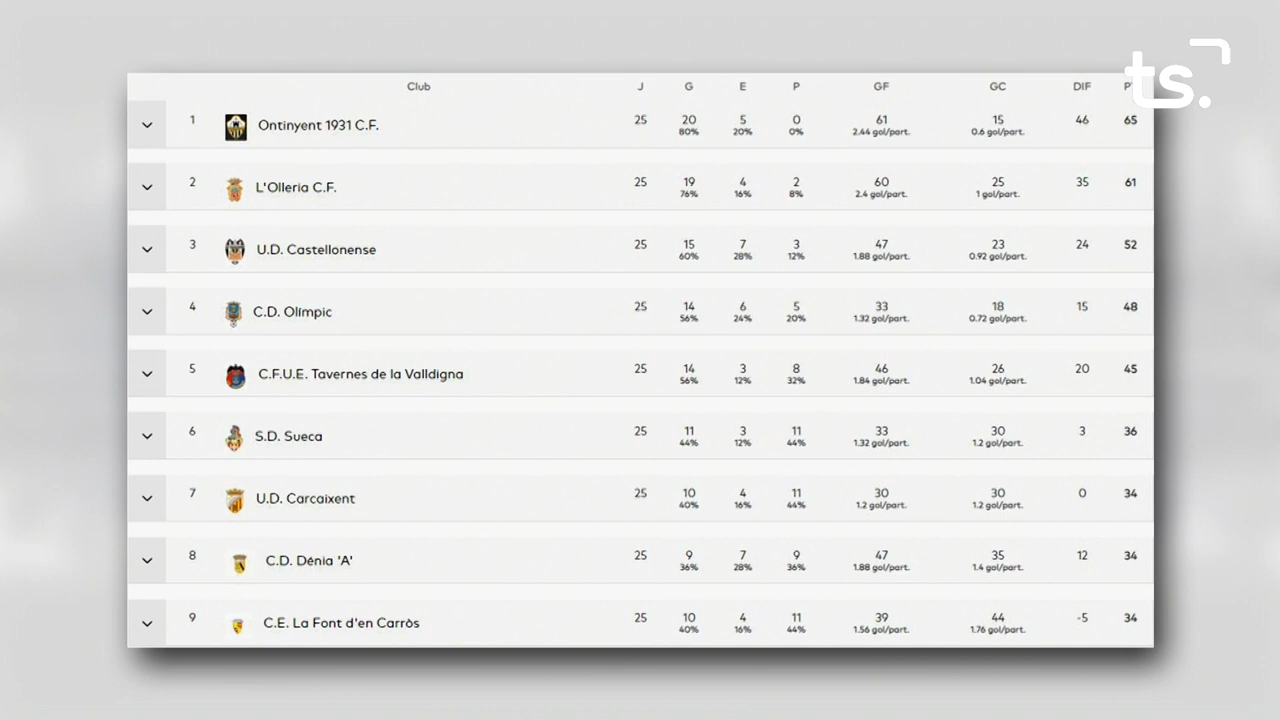 ts.
Club J G E P GF GC DIF
1 Ontinyent 1931 C.F. 25 20 5 0 61 15 46 65
80% 20% 0% 2.44 gol/part. 0.6 gol/part.
2 L'Olleria C.F. 25 19 4 2 60 25 35 61
76% 16% 8% 2.4 gol/part. 1 gol/part.
3 U.D. Castellonense 25 15 7 3 47 23 24 52
60% 28% 12% 1.88 gol/part. 0.92 gol/part.
4 C.D. Olímpic 25 14 6 5 33 18 15 48
56% 24% 20% 1.32 gol/part. 0.72 gol/part.
5 C.F.U.E. Tavernes de la Valldigna 25 14 3 8 46 26 20 45
56% 12% 32% 1.84 gol/part. 1.04 gol/part.
6 S.D. Sueca 25 11 3 11 33 30 3 36
44% 12% 44% 1.32 gol/part. 1.2 gol/part.
7 U.D. Carcaixent 25 10 4 11 30 30 0 34
40% 16% 44% 1.2 gol/part. 1.2 gol/part.
8 C.D. Dénia 'A' 25 9 7 9 47 35 12 34
36% 28% 36% 1.88 gol/part. 1.4 gol/part.
9 C.E. La Font d'en Carròs 25 10 4 11 39 44 -5 34
40% 16% 44% 1.56 gol/part. 1.76 gol/part.